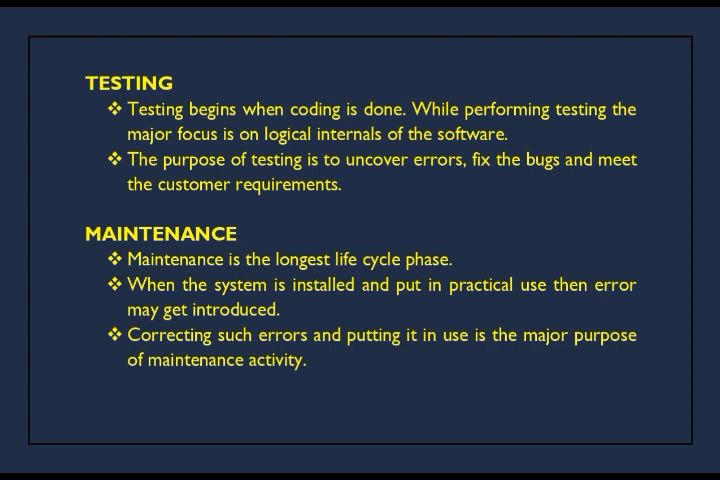 TESTING
❖ Testing begins when coding is done. While performing testing the
major focus is on logical internals of the software.
❖ The purpose of testing is to uncover errors, fix the bugs and meet
the customer requirements.
MAINTENANCE
❖ Maintenance is the longest life cycle phase.
❖ When the system is installed and put in practical use then error
may get introduced.
❖ Correcting such errors and putting it in use is the major purpose
of maintenance activity.